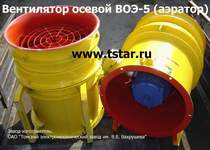 Вентилятор осевой ВОЭ-5 (аэратор)
www.tstar.ru
Завод-изготовитель:
ОАО "Томский электромеханический завод им. В.В. Вахрушева"